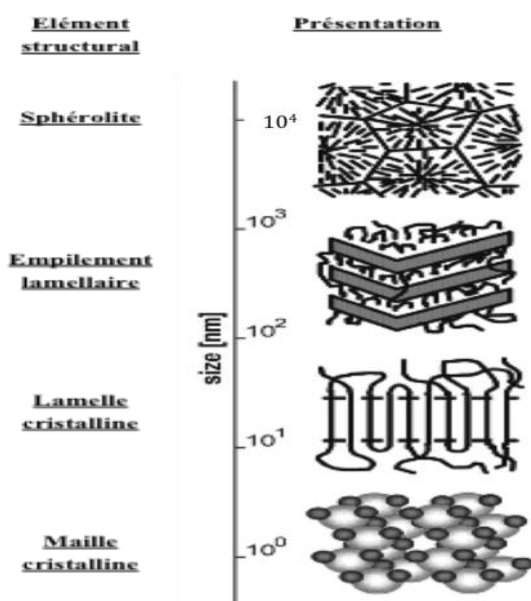 Elément
structural
Présentation
Sphérolite
10⁴
10³
Empilement
lamellaire
10²
size [nm]
Lamelle
cristalline
10¹
Maille
cristalline
10⁰